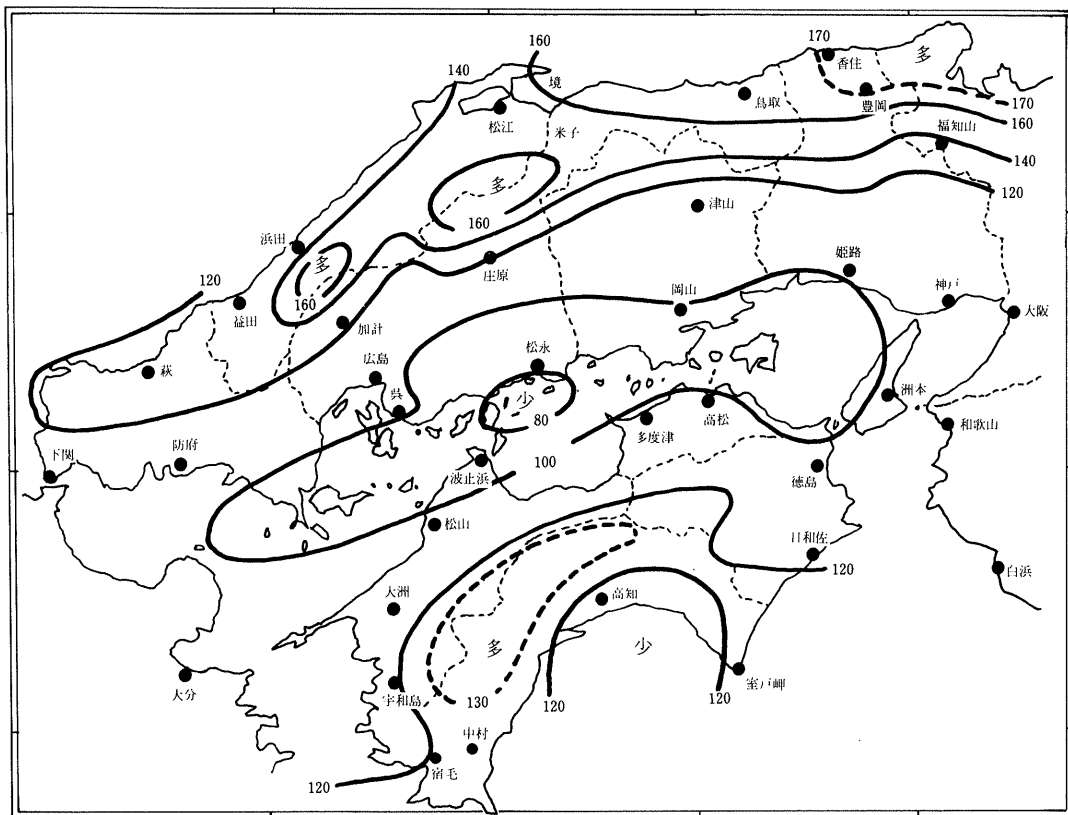 160
170
多
香住
140
境
鳥取
豊岡
170
松江
160
米子
福知山
140
多
120
津山
160
浜田
多
庄原
姫路
120
岡山
神戸
160
大阪
益田
加計
広島
松永
萩
少
呉
洲本
80
高松
多度津
和歌山
防府
100
下関
波止浜
徳島
松山
日和佐
120
白浜
大洲
高知
多
少
大分
室戸岬
宇和島
130
120
120
中村
宿毛
120